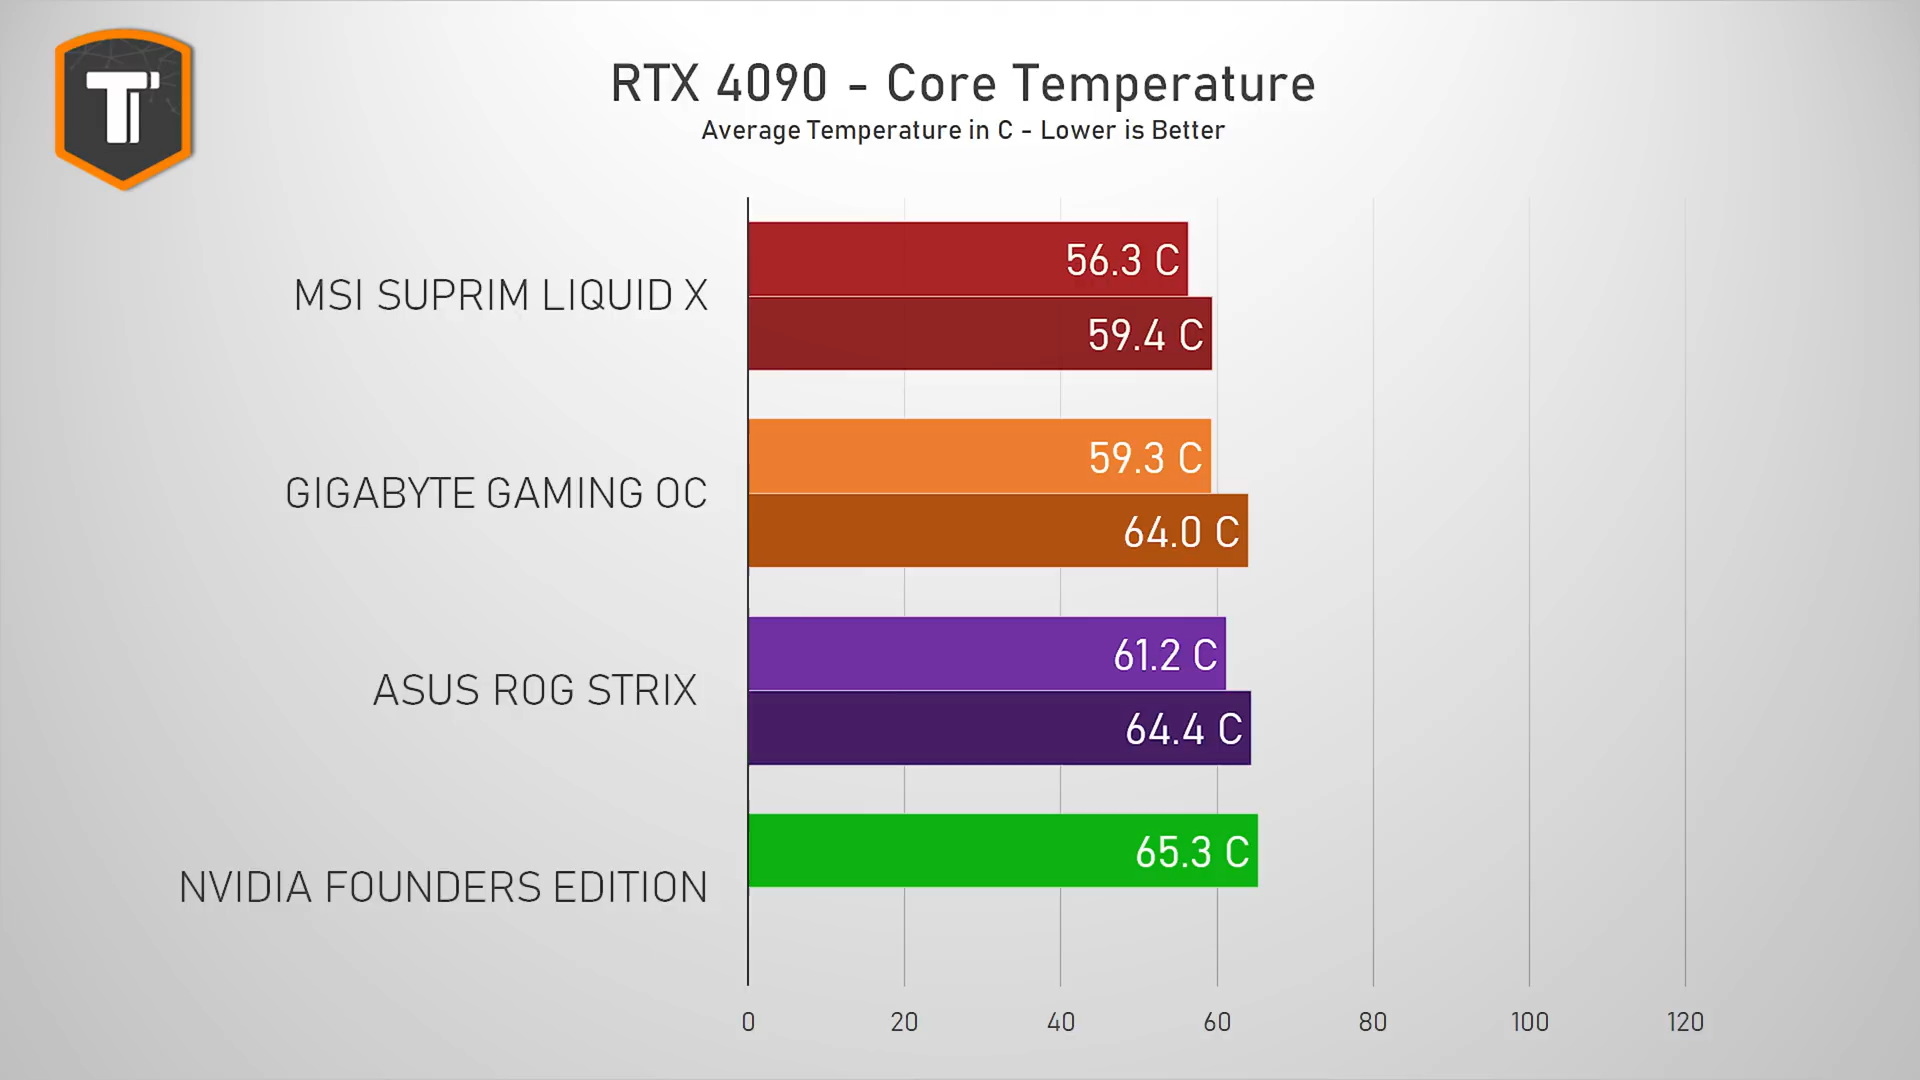 RTX 4090 - Core Temperature
Average Temperature in C - Lower is Better
MSI SUPRIM LIQUID X
56.3 C
59.4 C
GIGABYTE GAMING OC
59.3 C
64.0 C
ASUS ROG STRIX
61.2 C
64.4 C
NVIDIA FOUNDERS EDITION
65.3 C
0 20 40 60 80 100 120